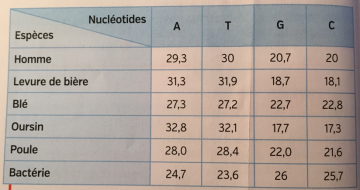 Nucléotides
Espèces A T G C
Homme 29,3 30 20,7 20
Levure de bière 31,3 31,9 18,7 18,1
Blé 27,3 27,2 22,7 22,8
Oursin 32,8 32,1 17,7 17,3
Poule 28,0 28,4 22,0 21,6
Bactérie 24,7 23,6 26 25,7